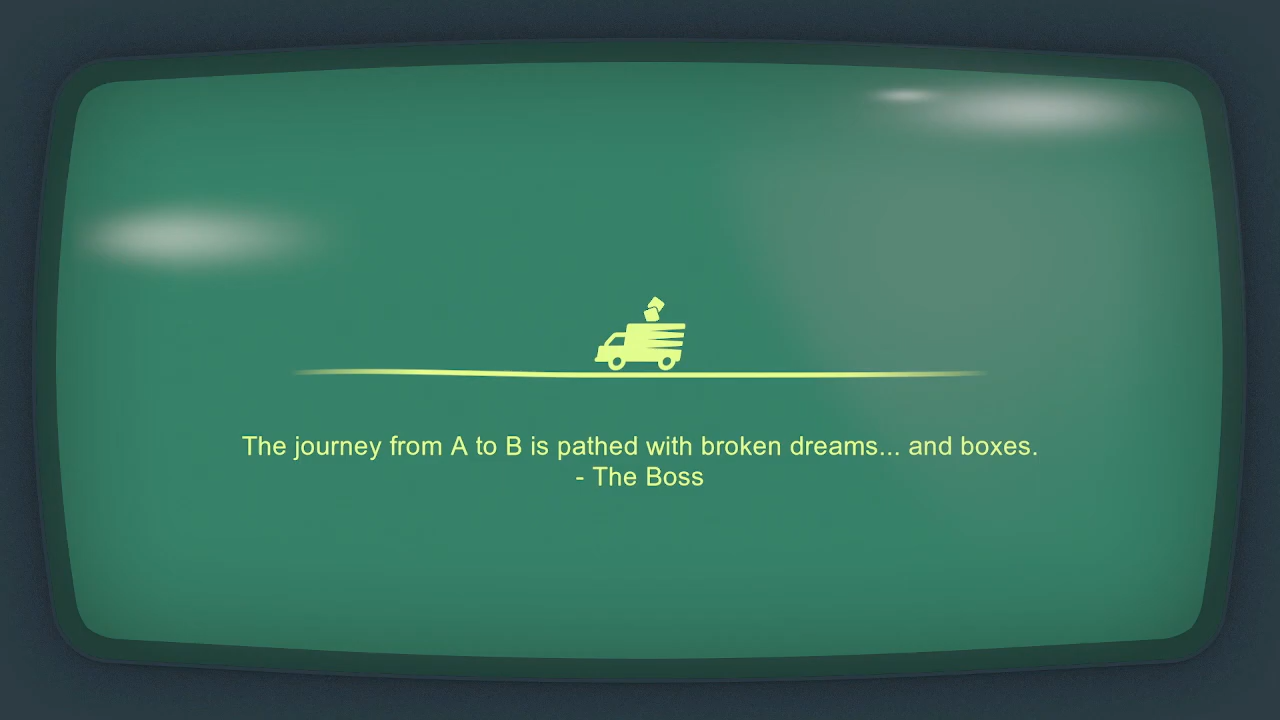 The journey from A to B is pathed with broken dreams... and boxes.
- The Boss